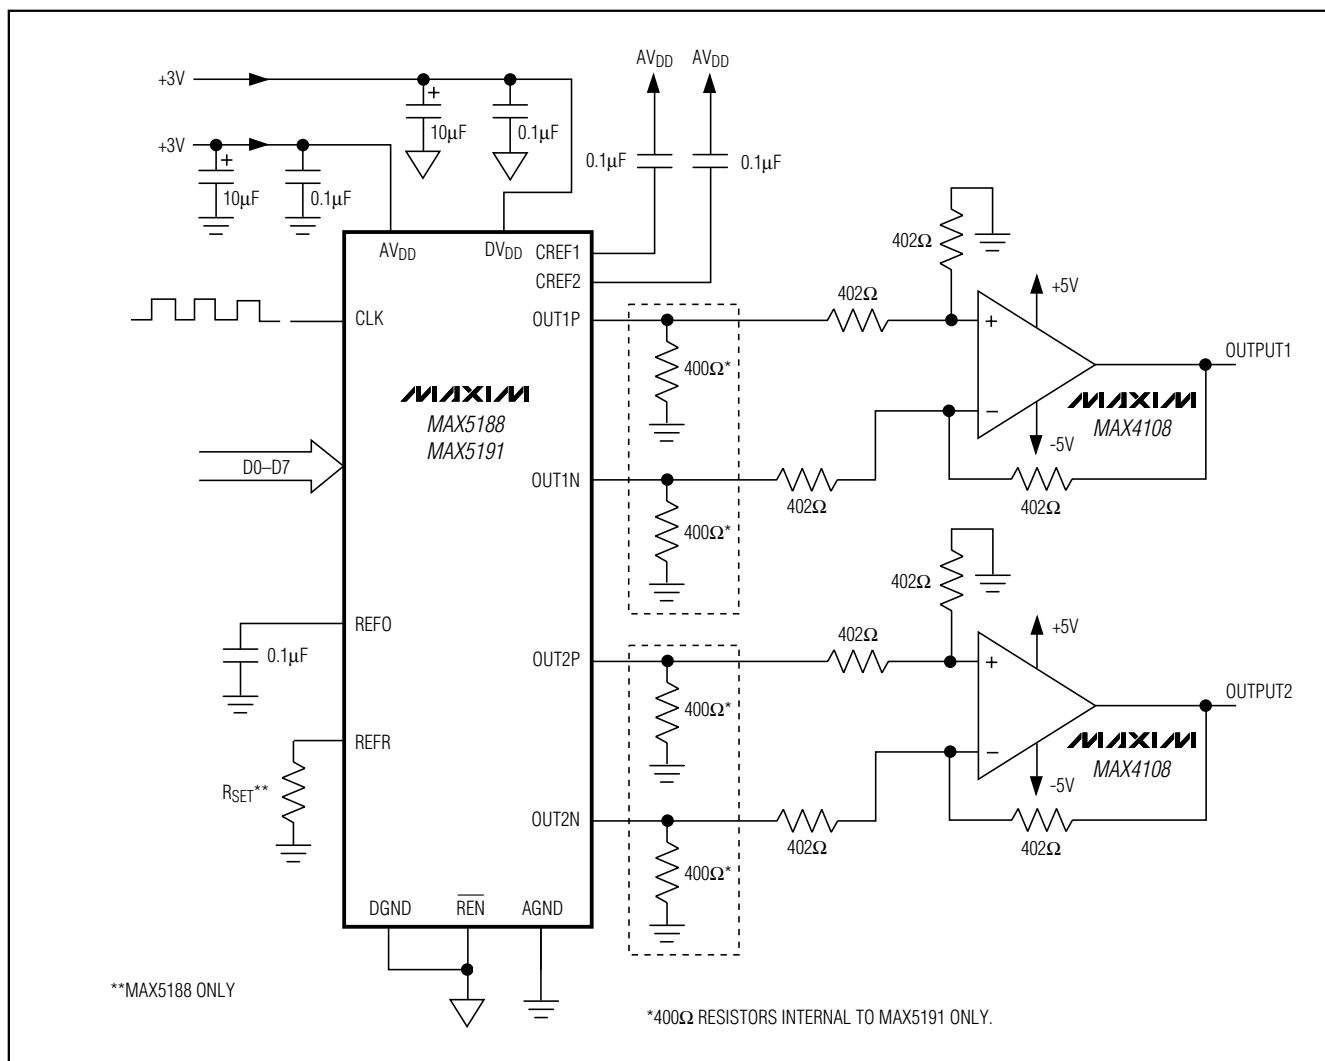 AVDD AVDD
+3V
+
10µF
0.1µF
+3V
+
10µF
0.1µF
0.1µF
0.1µF
AVDD
DVDD
CREF1
CREF2
CLK
OUT1P
MAXIM
MAX5188
MAX5191
D0–D7
OUT1N
REFO
0.1µF
OUT2P
REFR
RSET**
OUT2N
DGND
REN
AGND
400Ω*
400Ω*
400Ω*
400Ω*
402Ω
402Ω
+5V
+
−
-5V
MAXIM
MAX4108
OUTPUT1
402Ω
402Ω
402Ω
402Ω
+5V
+
−
-5V
MAXIM
MAX4108
OUTPUT2
402Ω
402Ω
**MAX5188 ONLY
*400Ω RESISTORS INTERNAL TO MAX5191 ONLY.